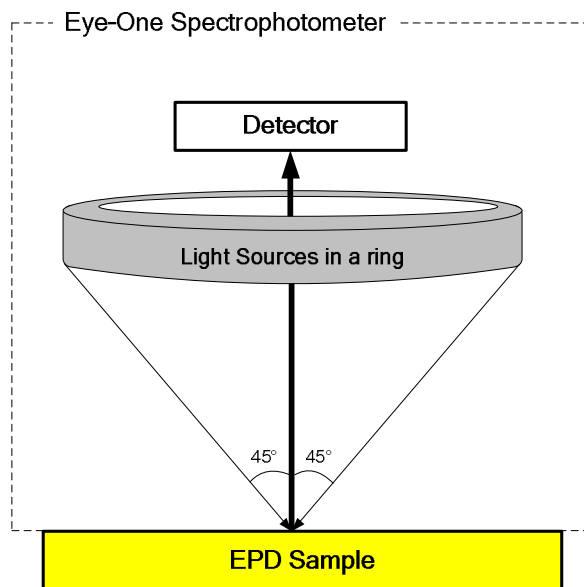 Eye-One Spectrophotometer
Detector
Light Sources in a ring
45° 45°
EPD Sample